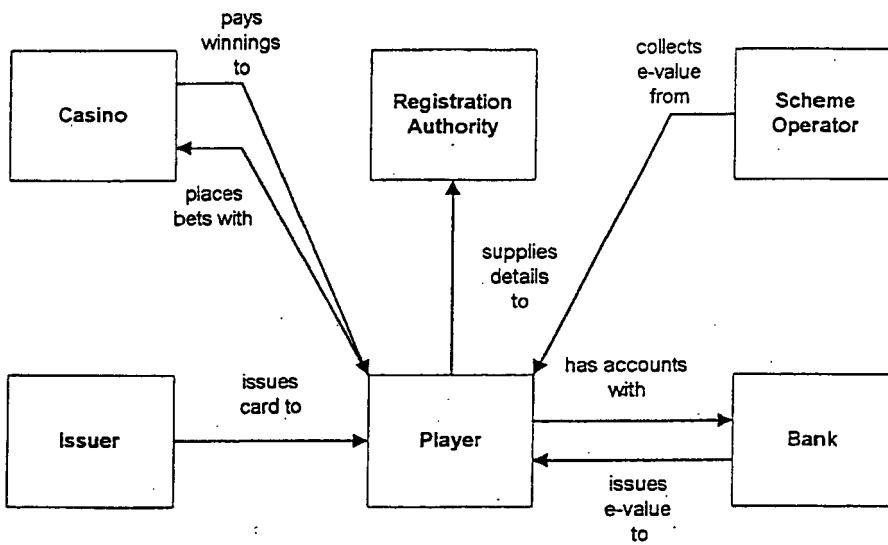 pays
winnings
to
collects
e-value
from
Casino
Registration
Authority
Scheme
Operator
places
bets with
supplies
details
to
issues
card to
has accounts
with
Issuer
Player
Bank
issues
e-value
to